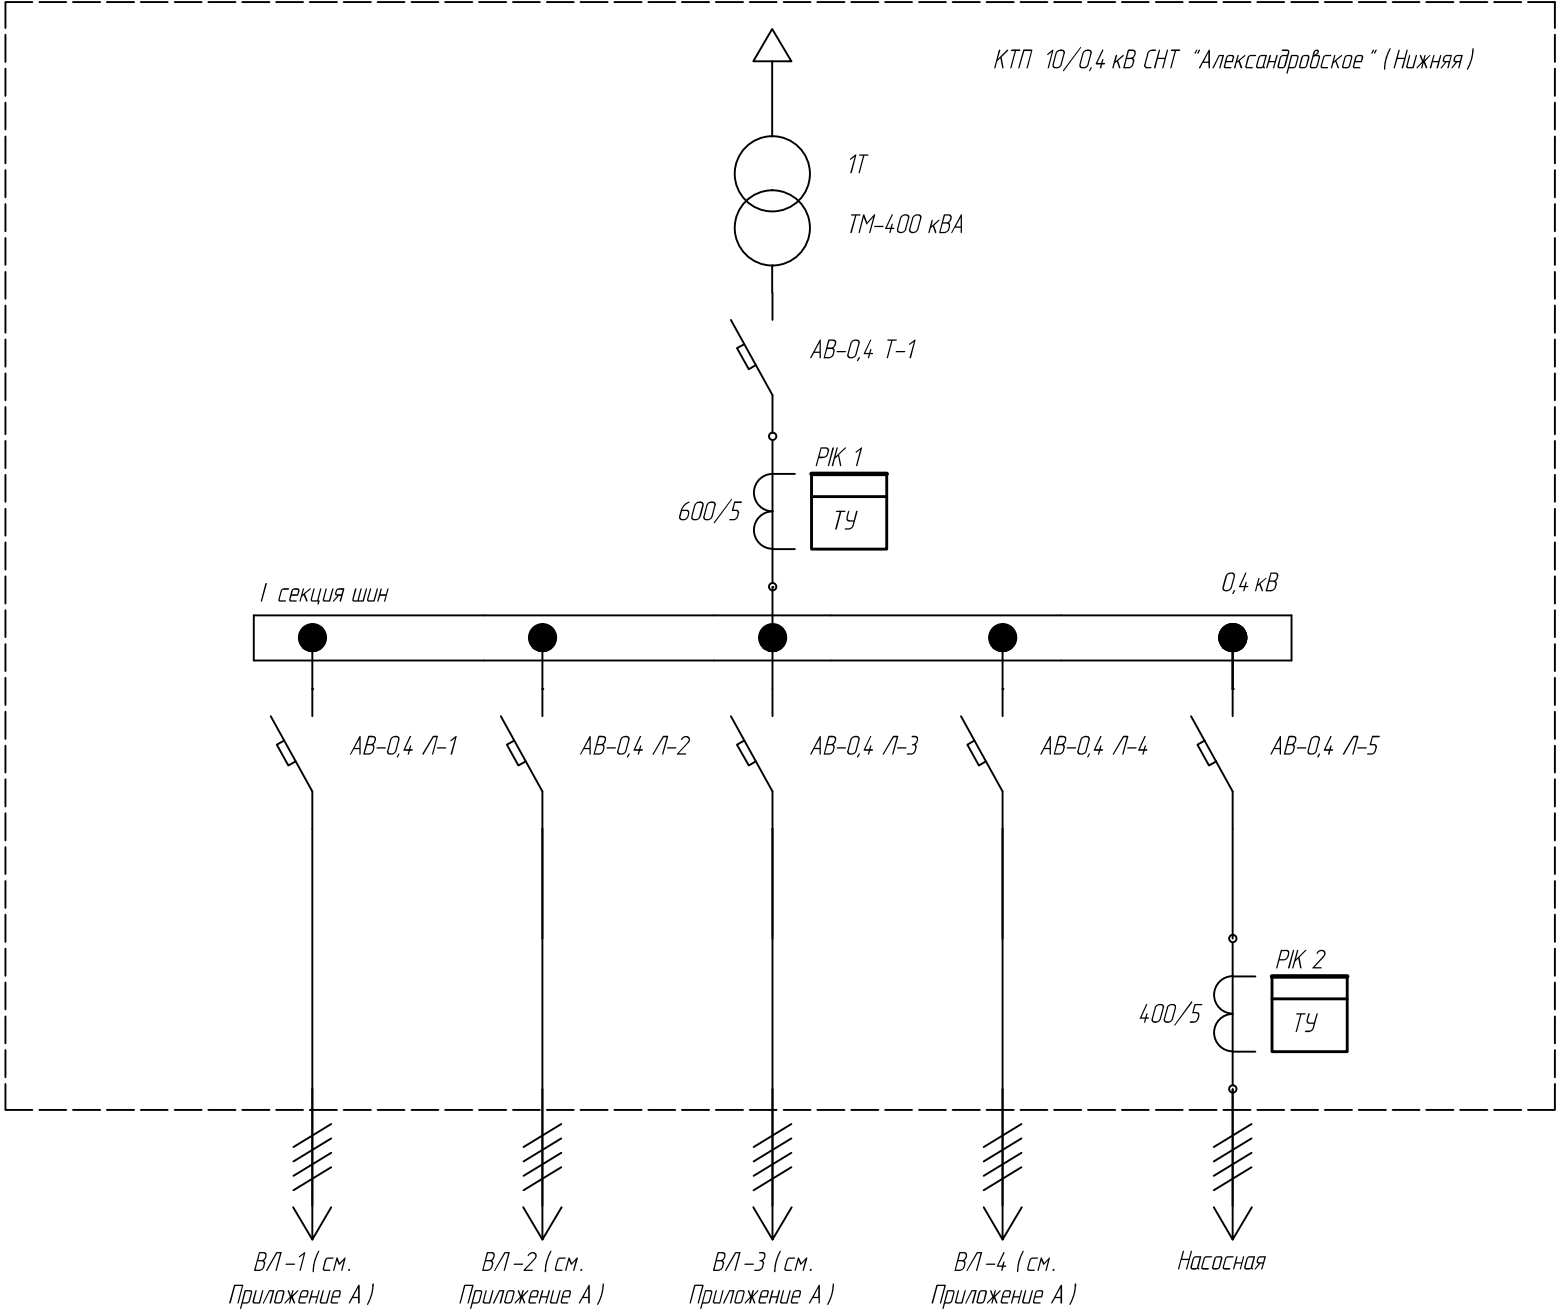 КТП 10/0,4 кВ СНТ "Александровское" (Нижняя)
1Т
ТМ-400 кВА
АВ-0,4 Т-1
PIK 1
600/5
ТУ
I секция шин
0,4 кВ
АВ-0,4 Л-1
АВ-0,4 Л-2
АВ-0,4 Л-3
АВ-0,4 Л-4
АВ-0,4 Л-5
PIK 2
400/5
ТУ
ВЛ-1 (см.
Приложение А)
ВЛ-2 (см.
Приложение А)
ВЛ-3 (см.
Приложение А)
ВЛ-4 (см.
Приложение А)
Насосная